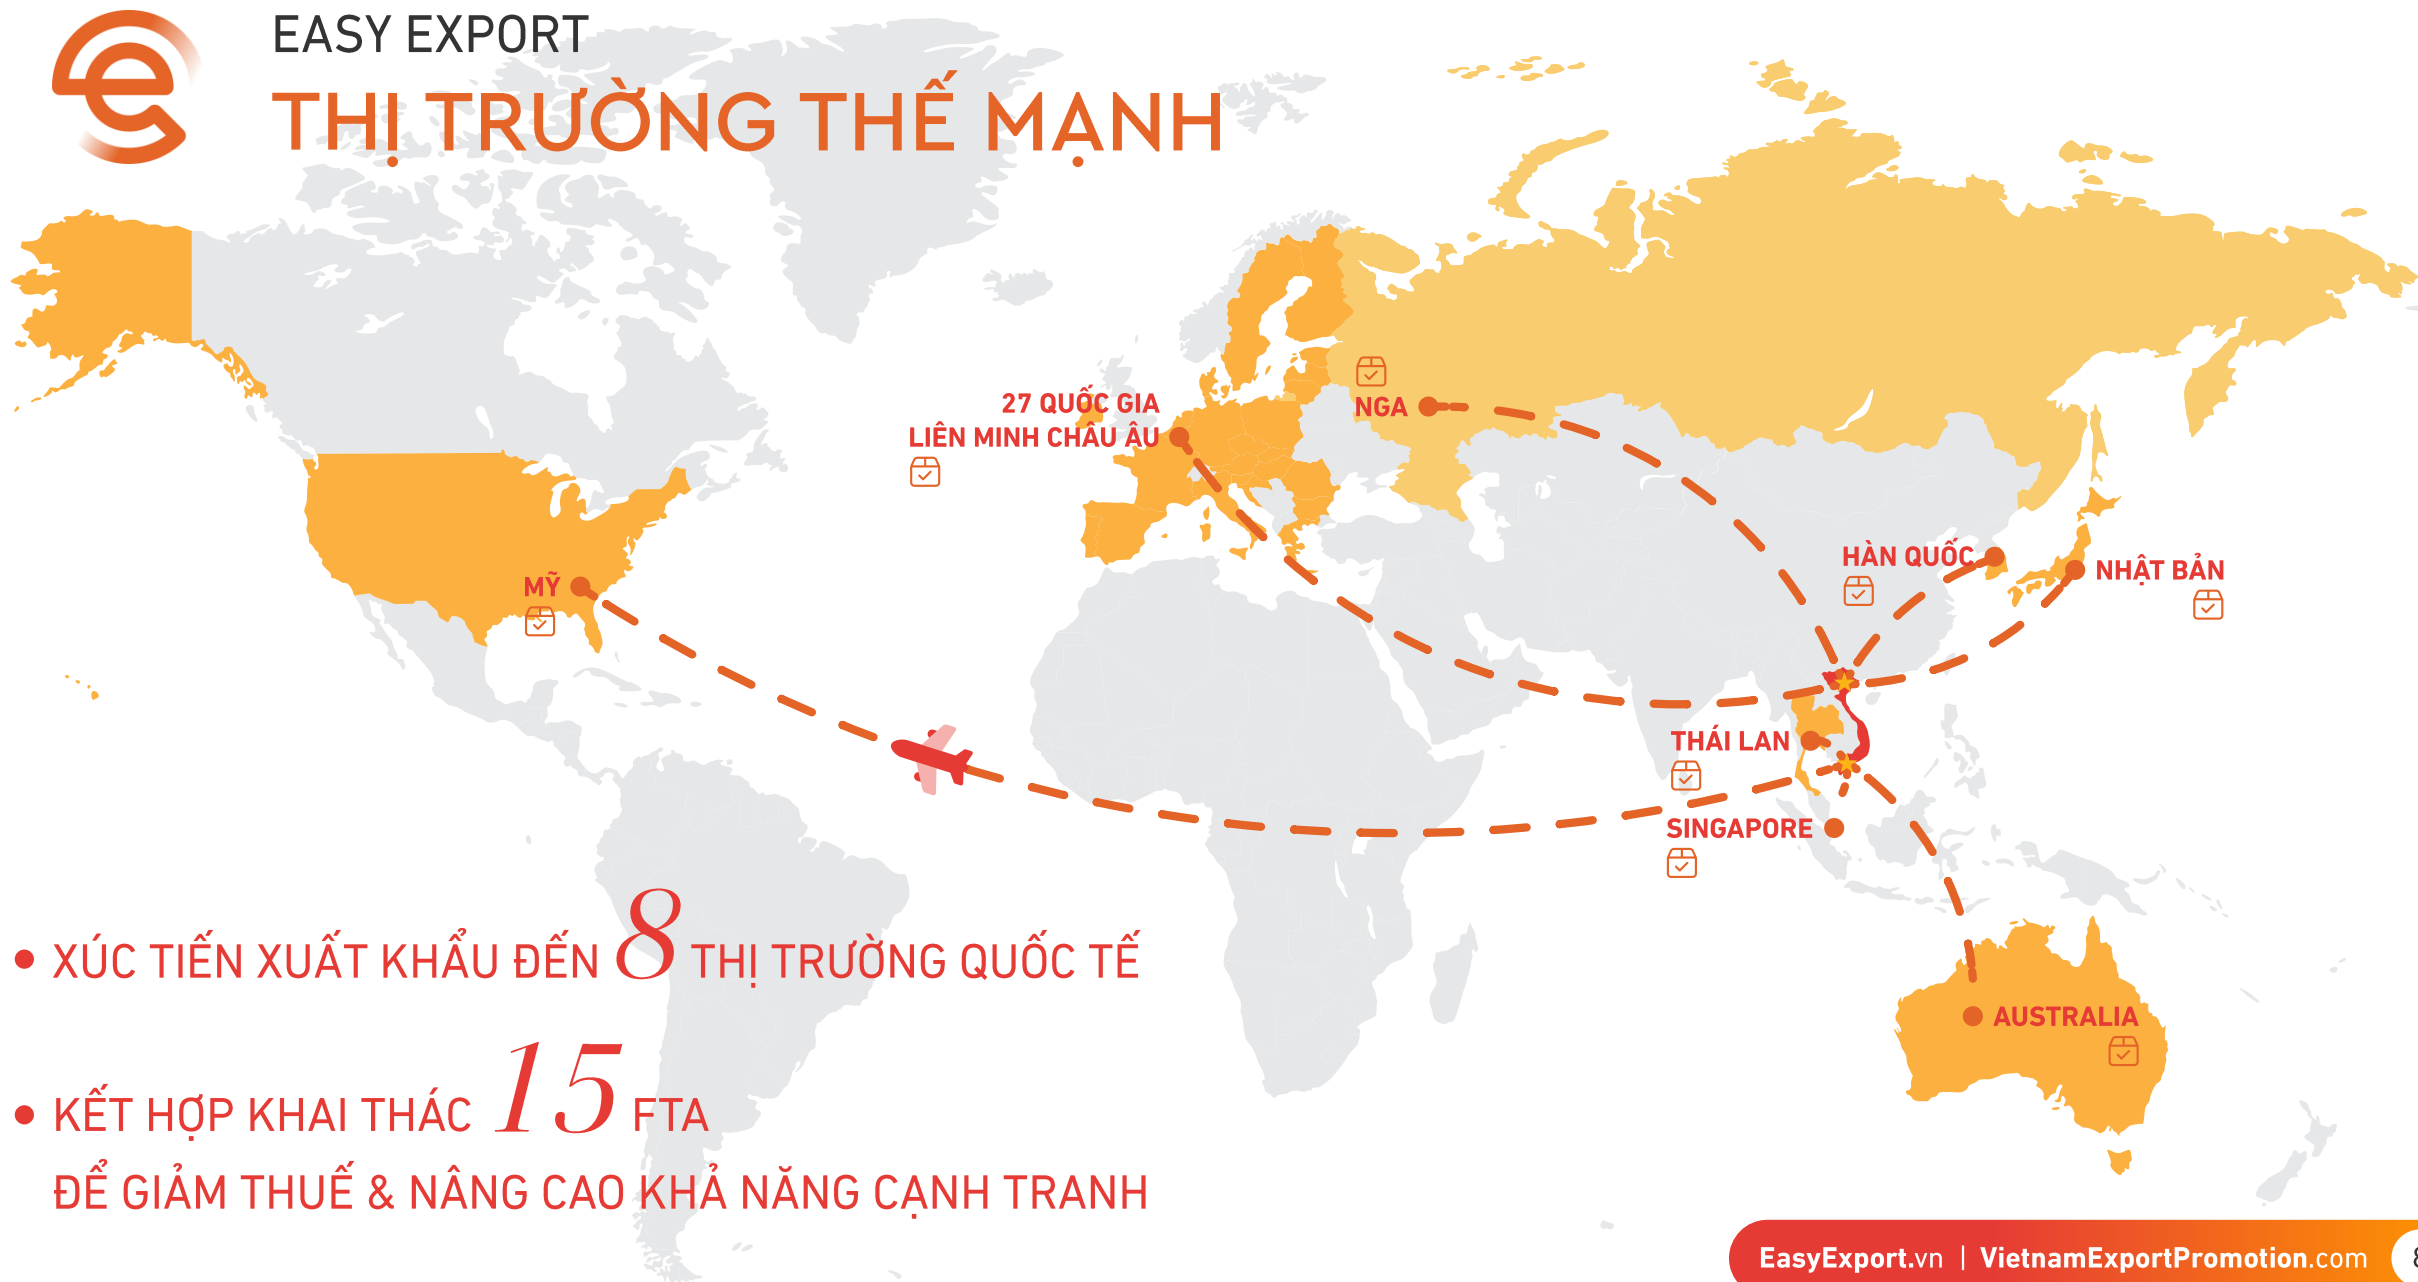 EASY EXPORT
THỊ TRƯỜNG THẾ MẠNH
27 QUỐC GIA
LIÊN MINH CHÂU ÂU
NGA
MỸ
HÀN QUỐC
NHẬT BẢN
THÁI LAN
SINGAPORE
AUSTRALIA
• XÚC TIẾN XUẤT KHẨU ĐẾN 8 THỊ TRƯỜNG QUỐC TẾ
• KẾT HỢP KHAI THÁC 15 FTA
ĐỂ GIẢM THUẾ & NÂNG CAO KHẢ NĂNG CẠNH TRANH
EasyExport.vn | VietnamExportPromotion.com